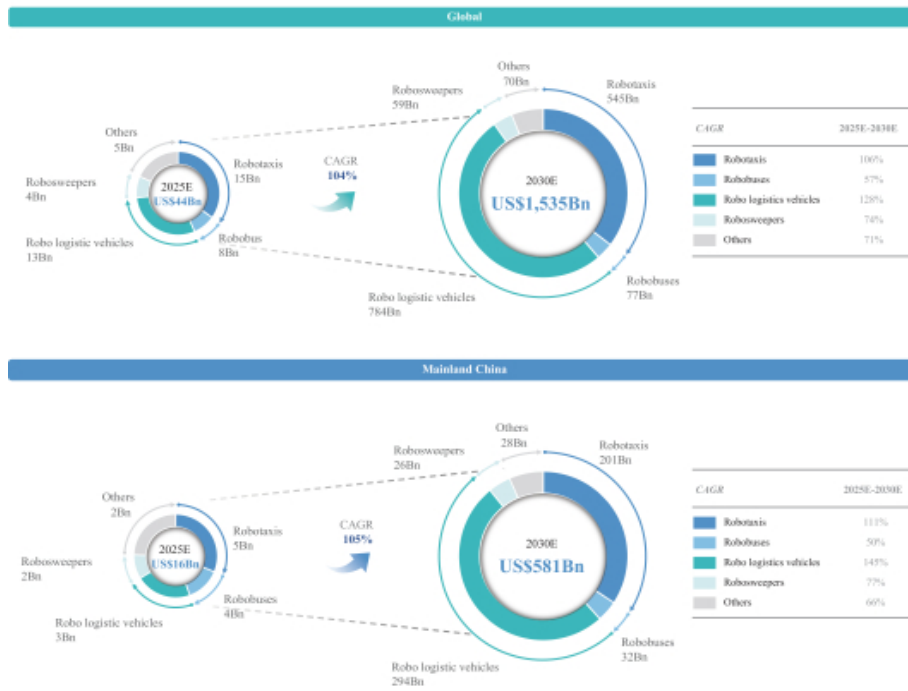 Global
Others
5Bn
Robosweepers
4Bn
2025E
US$44Bn
Robotaxis
15Bn
Robobus
8Bn
Robo logistic vehicles
13Bn
CAGR
104%
Others
70Bn
Robosweepers
59Bn
Robotaxis
545Bn
2030E
US$1,535Bn
Robobuses
77Bn
Robo logistic vehicles
784Bn
CAGR 2025E-2030E
Robotaxis 106%
Robobuses 57%
Robo logistics vehicles 128%
Robosweepers 74%
Others 71%
Mainland China
Others
2Bn
Robosweepers
2Bn
2025E
US$16Bn
Robotaxis
5Bn
Robobuses
4Bn
Robo logistic vehicles
3Bn
CAGR
105%
Others
28Bn
Robosweepers
26Bn
Robotaxis
201Bn
2030E
US$581Bn
Robobuses
32Bn
Robo logistic vehicles
294Bn
CAGR 2025E-2030E
Robotaxis 111%
Robobuses 50%
Robo logistics vehicles 145%
Robosweepers 77%
Others 66%